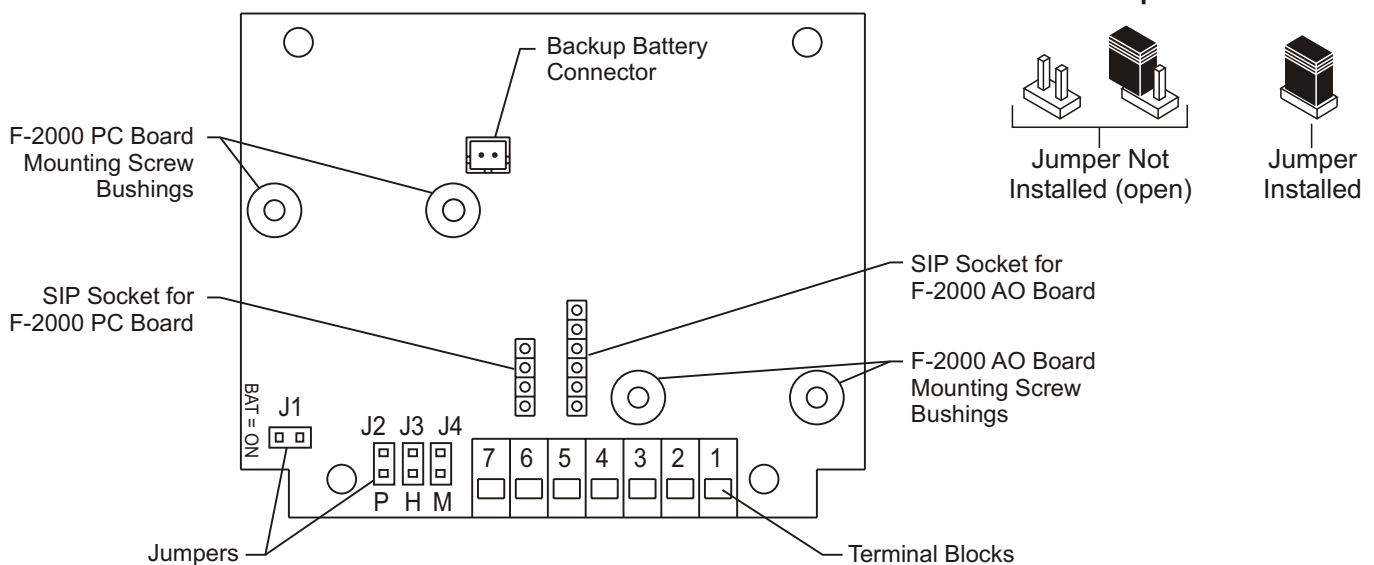 Backup Battery
Connector
F-2000 PC Board
Mounting Screw
Bushings
Jumper Not
Installed (open)
Jumper
Installed
SIP Socket for
F-2000 AO Board
SIP Socket for
F-2000 PC Board
F-2000 AO Board
Mounting Screw
Bushings
BAT = ON
J1
J2 J3 J4
P H M
7 6 5 4 3 2 1
Jumpers
Terminal Blocks